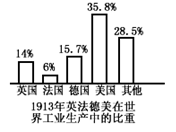 35.8%
28.5%
14%
6%
15.7%
英国 法国 德国 美国 其他
1913年英法德美在世
界工业生产中的比重